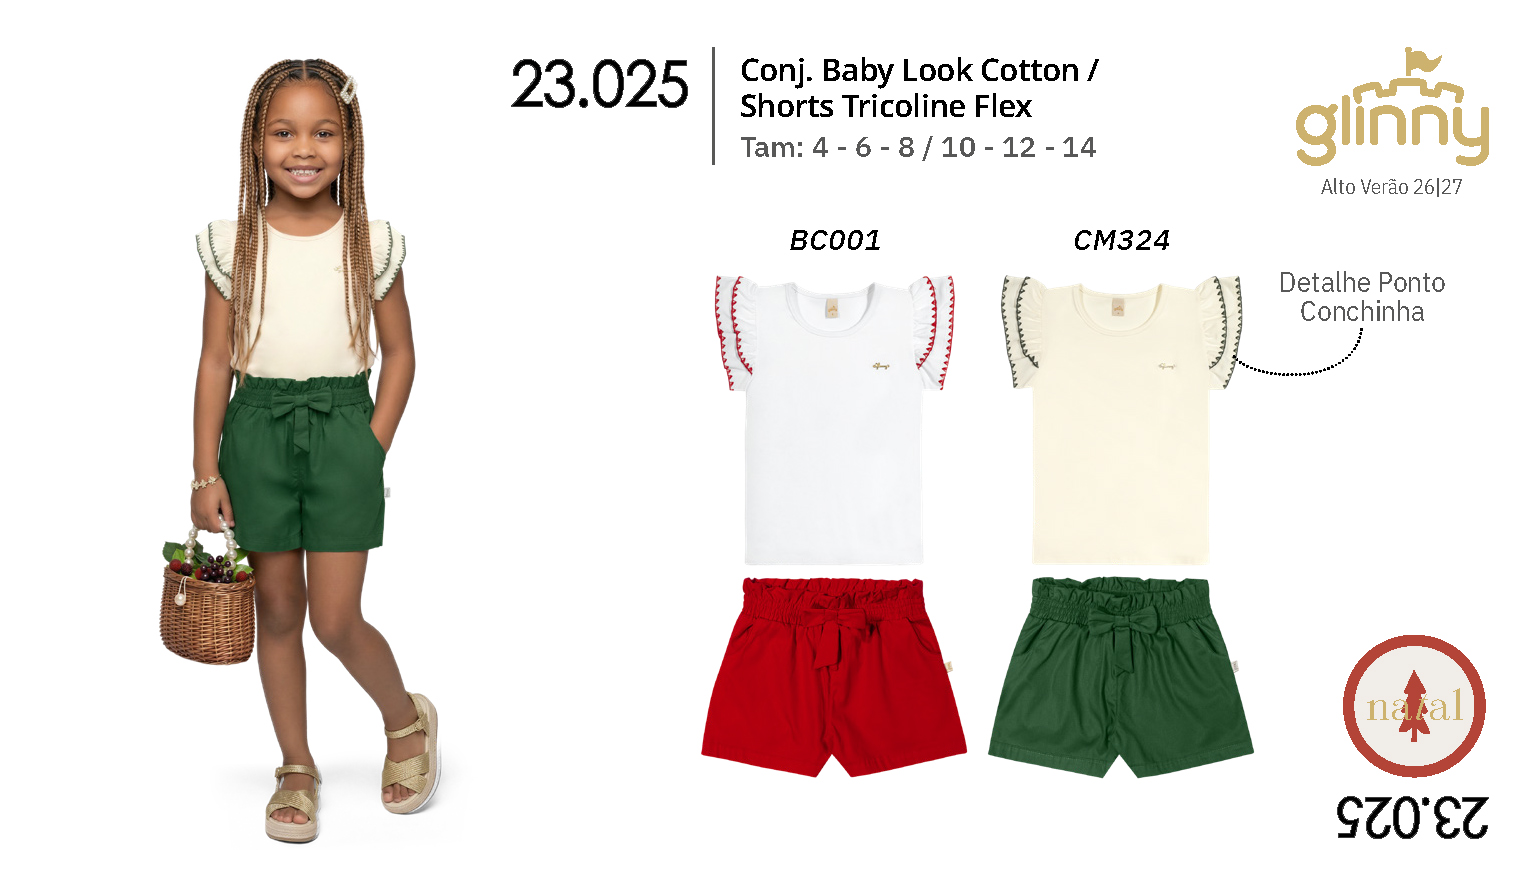 23.025
Conj. Baby Look Cotton /
Shorts Tricoline Flex
Tam: 4 - 6 - 8 / 10 - 12 - 14
glinny
Alto Verão 26|27
BC001
CM324
Detalhe Ponto
Conchinha
natal
23.025